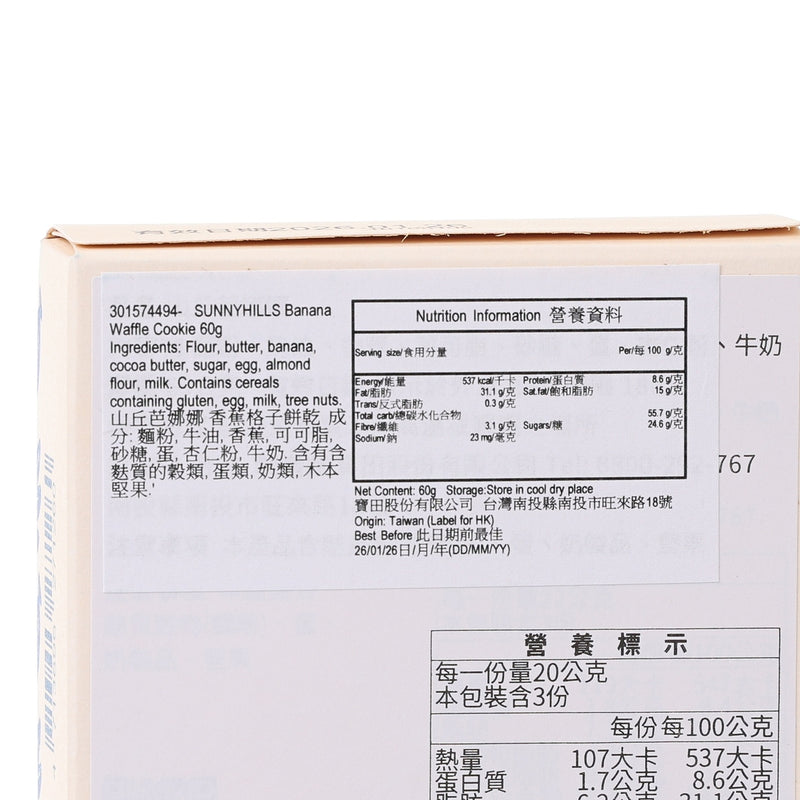 301574494- SUNNYHILLS Banana
Waffle Cookie 60g
Ingredients: Flour, butter, banana,
cocoa butter, sugar, egg, almond
flour, milk. Contains cereals
containing gluten, egg, milk, tree nuts.
山丘芭娜娜 香蕉格子餅乾 成
分: 麵粉, 牛油, 香蕉, 可可脂,
砂糖, 蛋, 杏仁粉, 牛奶. 含有含
麩質的穀類, 蛋類, 奶類, 木本
堅果.'
Nutrition Information 營養資料
Serving size/食用分量 Per/每 100 g/克
Energy/能量 537 kcal/千卡 Protein/蛋白質 8.6 g/克
Fat/脂肪 31.1 g/克 Sat.fat/飽和脂肪 15 g/克
Trans/反式脂肪 0.3 g/克
Total carb/總碳水化合物 55.7 g/克
Fibre/纖維 3.1 g/克 Sugars/糖 24.6 g/克
Sodium/鈉 23 mg/毫克
Net Content: 60g Storage:Store in cool dry place
寶田股份有限公司 台灣南投縣南投市旺來路18號
Origin: Taiwan (Label for HK)
Best Before 此日期前最佳
26/01/26日/月/年(DD/MM/YY)
、牛奶
767
營養標示
每一份量20公克
本包裝含3份
每份 每100公克
熱量 107大卡 537大卡
蛋白質 1.7公克 8.6公克